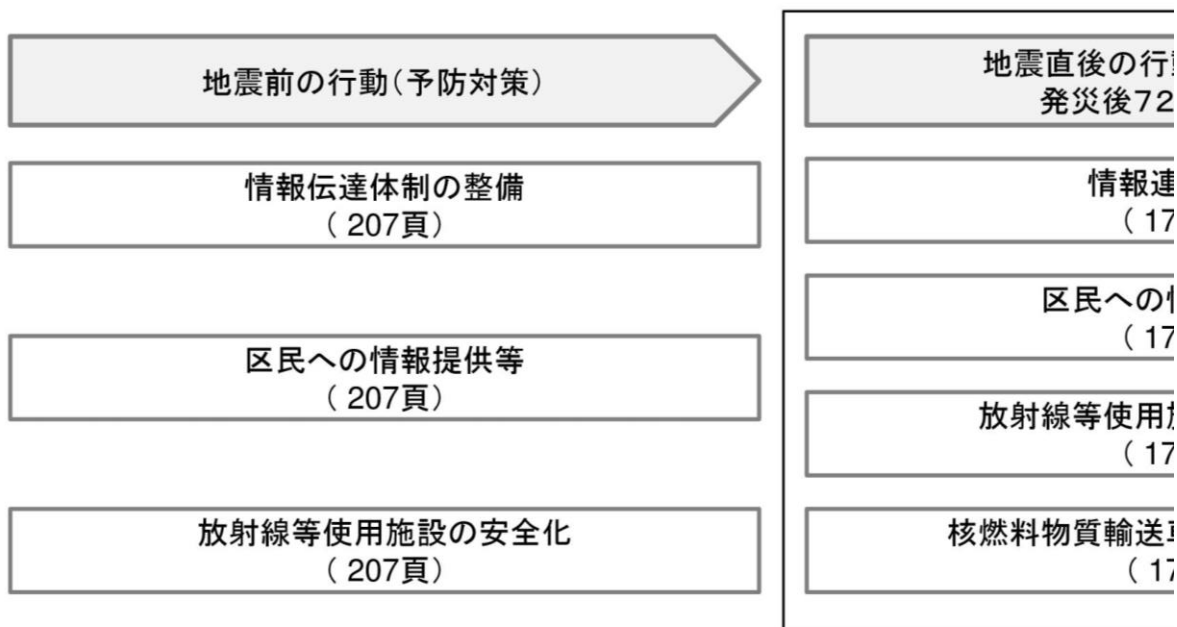 地震前の行動（予防対策）
情報伝達体制の整備
（ 207頁）
区民への情報提供等
（ 207頁）
放射線等使用施設の安全化
（ 207頁）
地震直後の行
発災後７２
情報連
（ 17
区民への
（ 17
放射線等使用
（ 17
核燃料物質輸送
（ 17